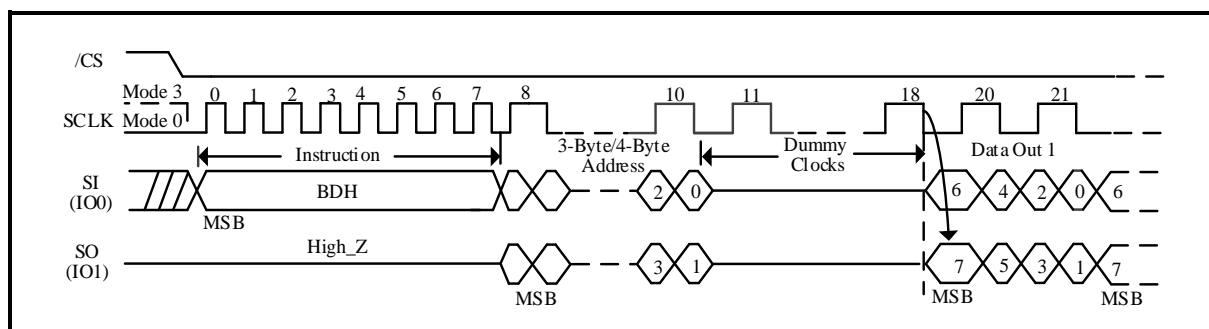 /CS
Mode 3
0 1 2 3 4 5 6 7 8 10 11 18 20 21
SCLK Mode 0
Instruction 3-Byte/4-Byte Address Dummy Clocks Data Out 1
SI (IO0)
BDH 2 0 6 4 2 0 6
MSB
SO (IO1)
High_Z 3 1 7 5 3 1 7
MSB MSB MSB